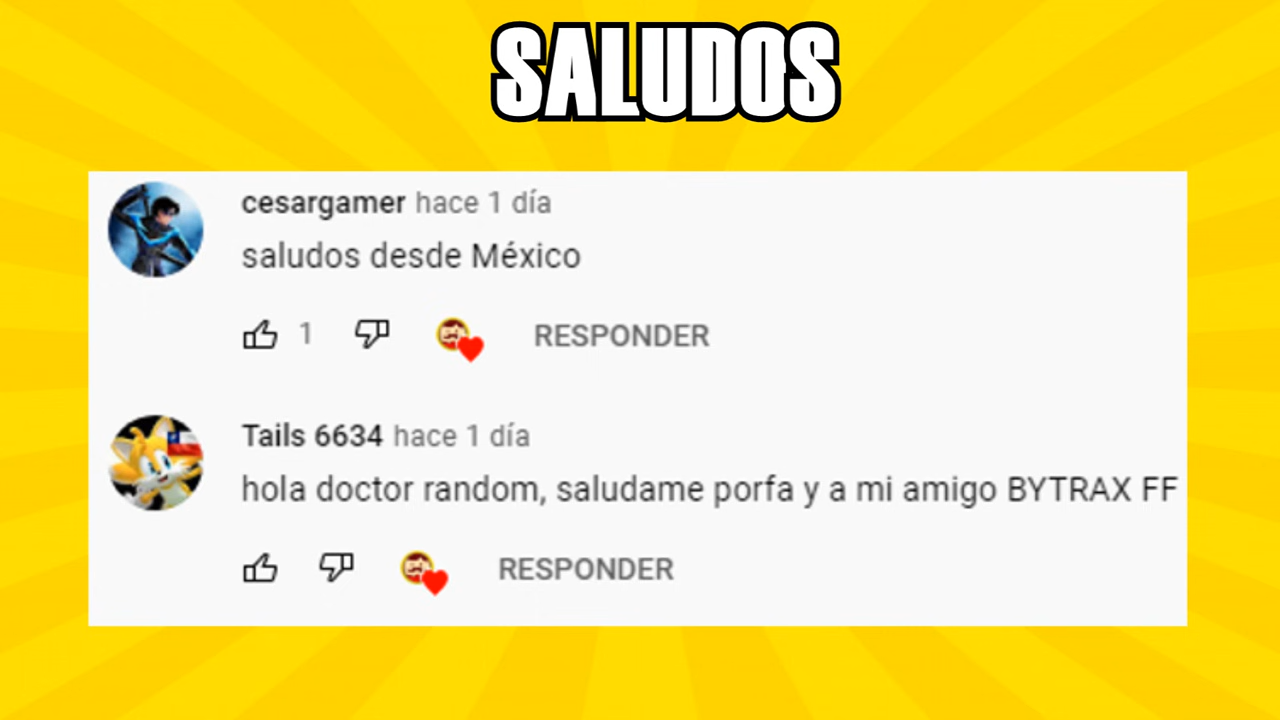 SALUDOS
cesargamer hace 1 día
saludos desde México
1 RESPONDER
Tails 6634 hace 1 día
hola doctor random, saludame porfa y a mi amigo BYTRAX FF
RESPONDER